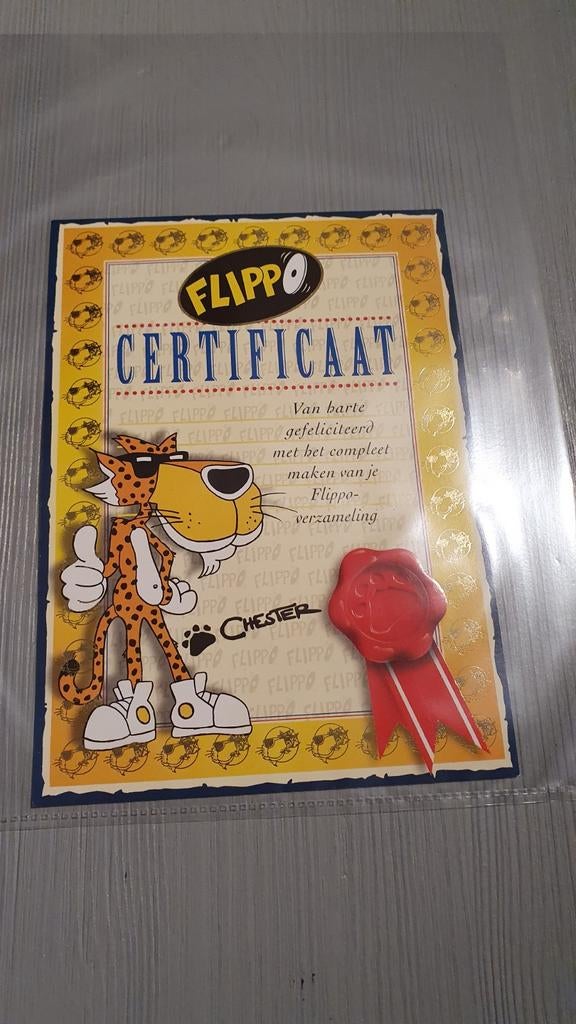 FLIPPO
CERTIFICAAT
Van harte
gefeliciteerd
met het compleet
maken van je
Flippo-
verzameling
CHESTER